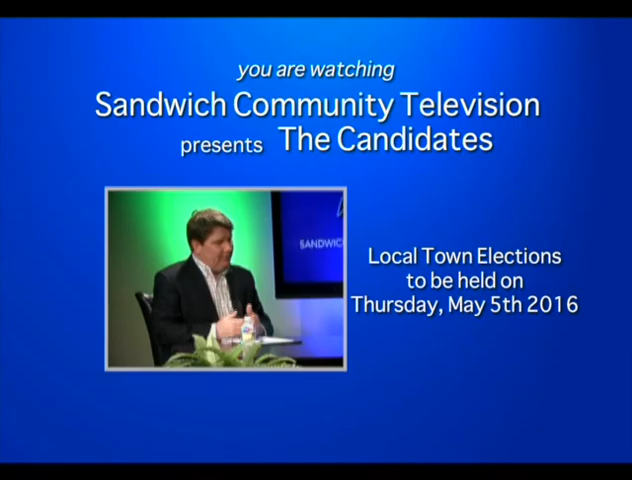 you are watching
Sandwich Community Television
presents The Candidates
SANDWIC
Local Town Elections
to be held on
Thursday, May 5th 2016